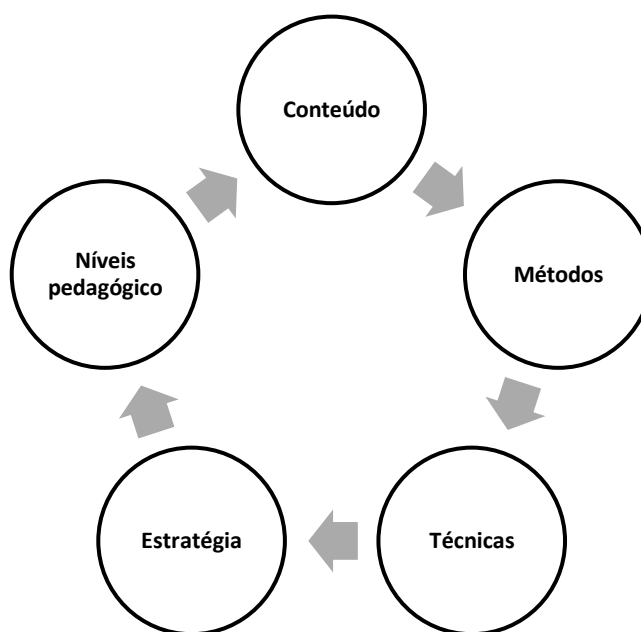 Conteúdo
Métodos
Técnicas
Estratégia
Níveis
pedagógico